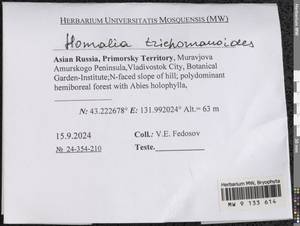 HERBARIUM UNIVERSITATIS MOSQUENSIS (MW)
Homalia trichomanoides
Asian Russia, Primorsky Territory, Muravjova
Amurskogo Peninsula,Vladivostok City, Botanical
Garden-Institute;N-faced slope of hill; polydominant
hemiboreal forest with Abies holophylla,
N: 43.222678° E: 131.992024° Alt.= 63 m
15.9.2024 Coll.: V.E. Fedosov
№ 24-354-210 Teste.
Herbarium MW, Bryophyta
MW 9 133 614